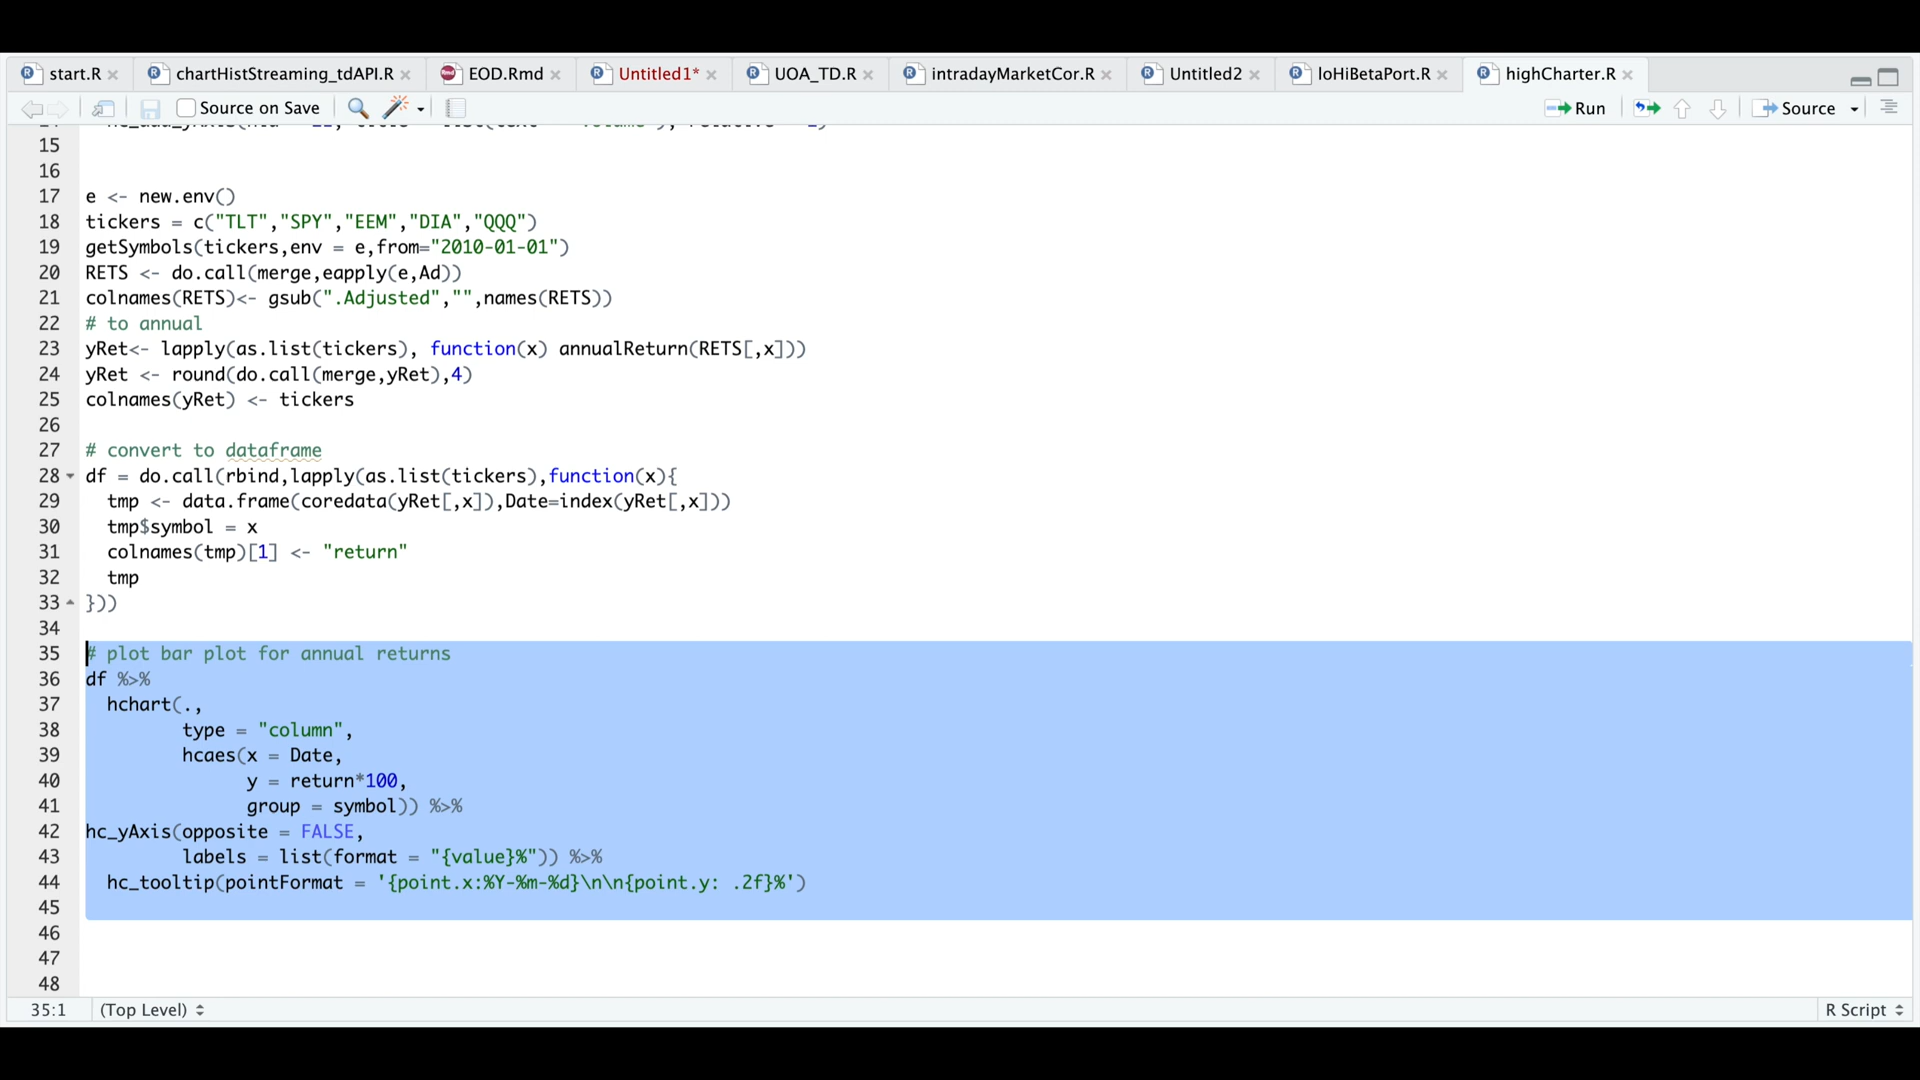 start.R
chartHistStreaming_tdAPI.R
EOD.Rmd
Untitled1*
UOA_TD.R
intradayMarketCor.R
Untitled2
loHiBetaPort.R
highCharter.R
Source on Save
Run
Source
15
16
17 e <- new.env()
18 tickers = c("TLT","SPY","EEM","DIA","QQQ")
19 getSymbols(tickers,env = e,from="2010-01-01")
20 RETS <- do.call(merge,eapply(e,Ad))
21 colnames(RETS)<- gsub(".Adjusted","",names(RETS))
22 # to annual
23 yRet<- lapply(as.list(tickers), function(x) annualReturn(RETS[,x]))
24 yRet <- round(do.call(merge,yRet),4)
25 colnames(yRet) <- tickers
26
27 # convert to dataframe
28 df = do.call(rbind,lapply(as.list(tickers),function(x){
29   tmp <- data.frame(coredata(yRet[,x]),Date=index(yRet[,x]))
30   tmp$symbol = x
31   colnames(tmp)[1] <- "return"
32   tmp
33 }))
34
35 # plot bar plot for annual returns
36 df %>%
37   hchart(.,
38          type = "column",
39          hcaes(x = Date,
40                y = return*100,
41                group = symbol)) %>%
42 hc_yAxis(opposite = FALSE,
43          labels = list(format = "{value}%")) %>%
44   hc_tooltip(pointFormat = '{point.x:%Y-%m-%d}\n\n{point.y: .2f}%')
45
46
47
48
35:1 (Top Level)
R Script